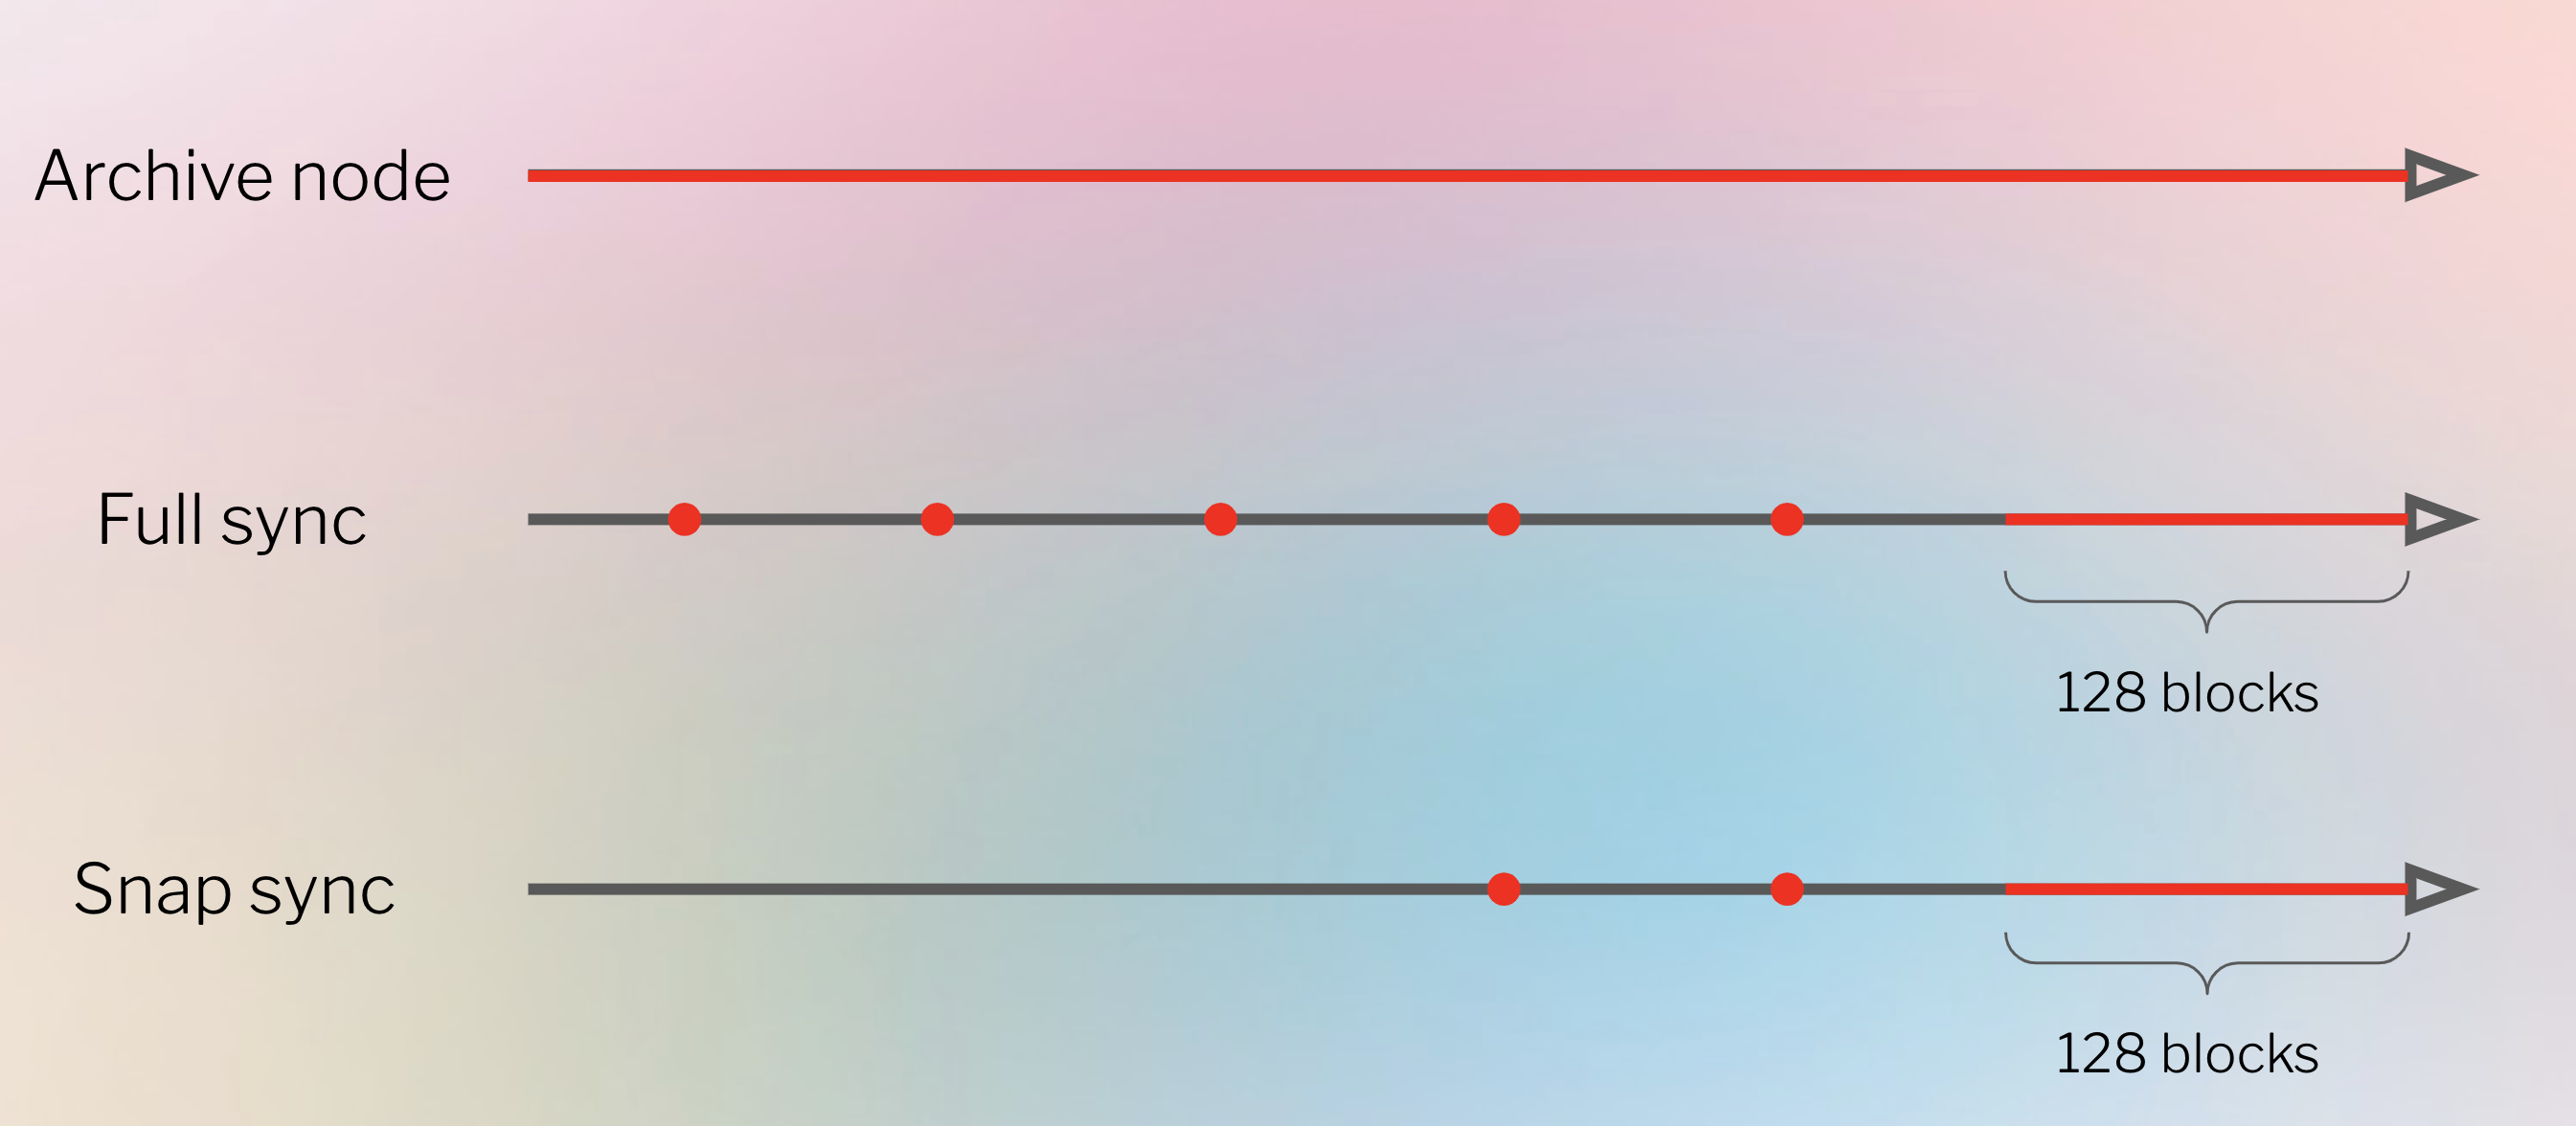 Archive node
Full sync
128 blocks
Snap sync
128 blocks